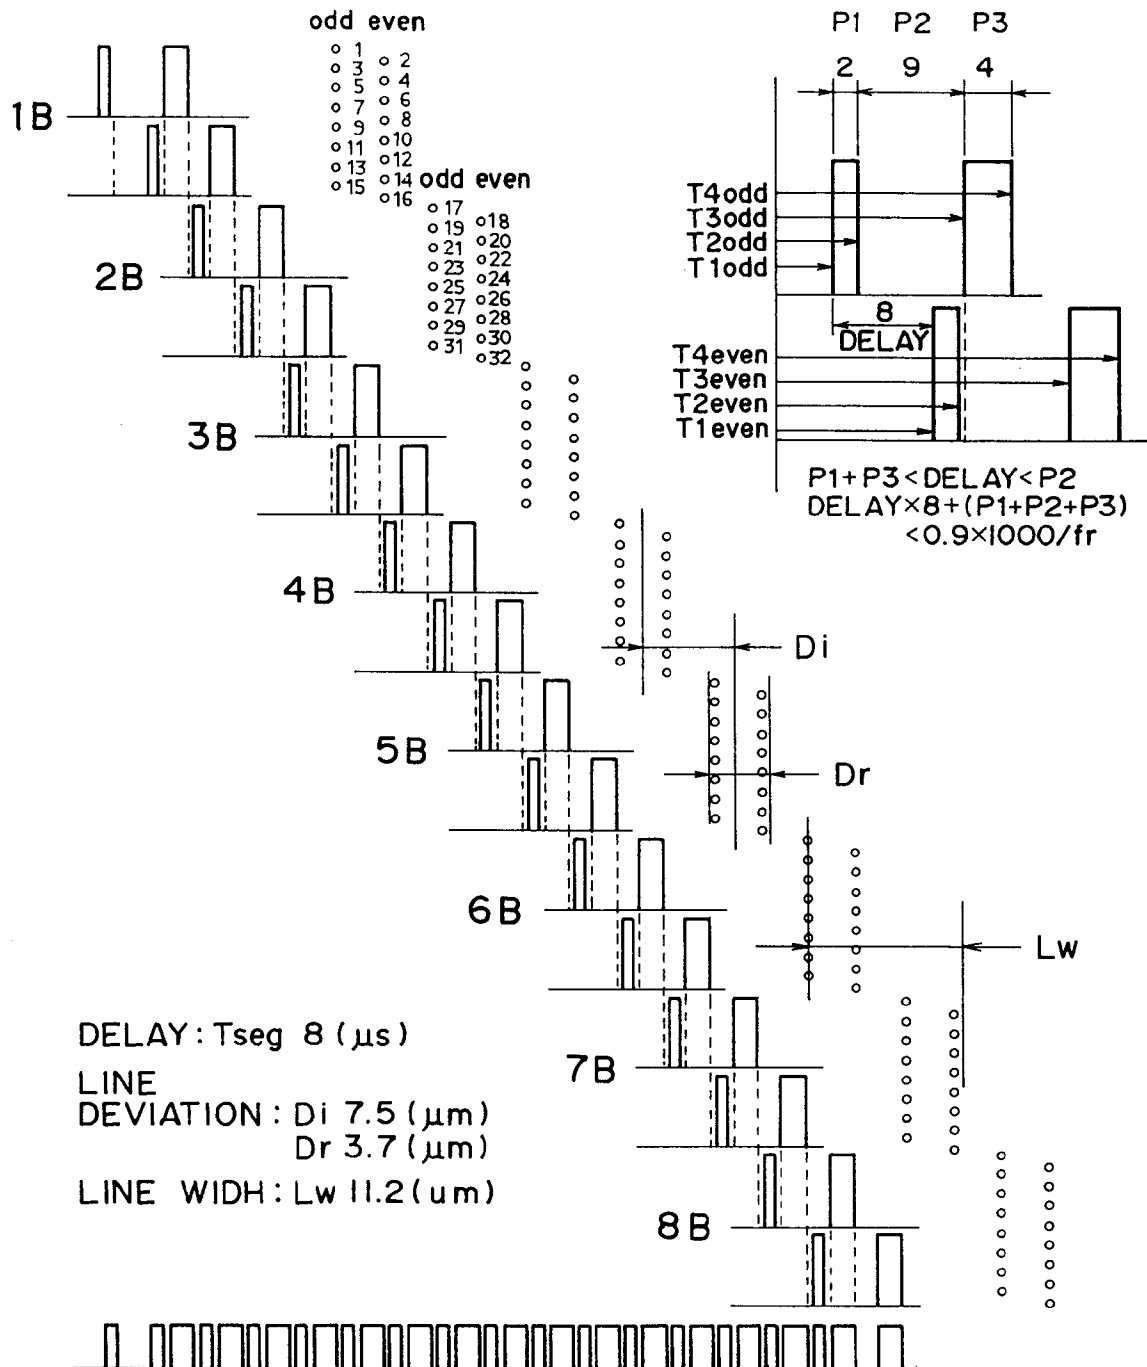 odd even
1
2
3
4
5
6
7
8
9
10
11
12
13
14
15
16
1B
odd even
17
18
19
20
21
22
23
24
25
26
27
28
29
30
31
32
2B
3B
4B
5B
6B
7B
8B
P1 P2 P3
2 9 4
T4odd
T3odd
T2odd
T1odd
8
DELAY
T4even
T3even
T2even
T1even
P1+P3<DELAY<P2
DELAY×8+(P1+P2+P3)
<0.9×1000/fr
Di
Dr
Lw
DELAY: Tseg 8 (μs)
LINE
DEVIATION: Di 7.5 (μm)
Dr 3.7 (μm)
LINE WIDH: Lw 11.2 (um)